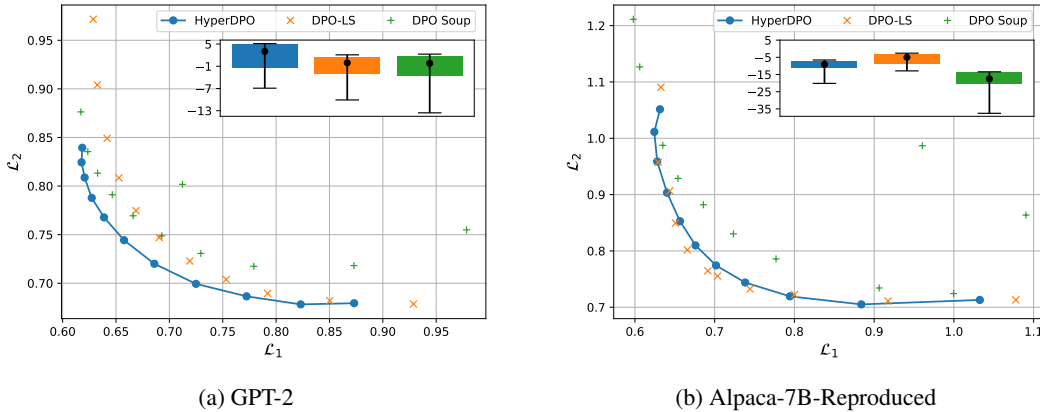 HyperDPO DPO-LS DPO Soup
0.95
0.90
0.85
0.80
0.75
0.70
5
−1
−7
−13
0.60 0.65 0.70 0.75 0.80 0.85 0.90 0.95
ℒ₁
ℒ₂
(a) GPT-2
HyperDPO DPO-LS DPO Soup
1.2
1.1
1.0
0.9
0.8
0.7
5
−5
−15
−25
−35
0.6 0.7 0.8 0.9 1.0 1.1
ℒ₁
ℒ₂
(b) Alpaca-7B-Reproduced